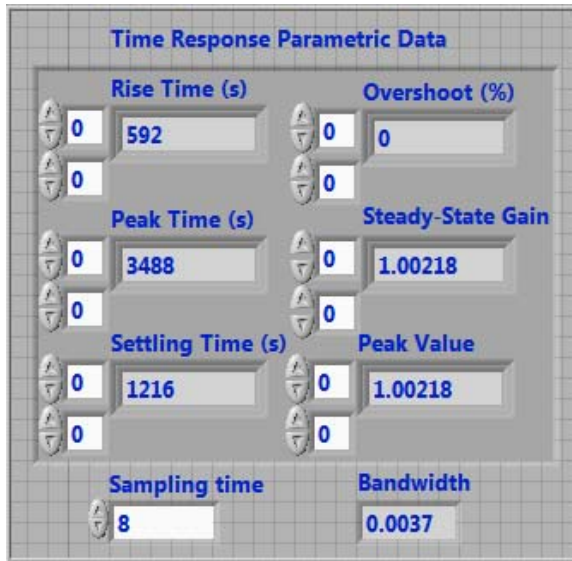 Time Response Parametric Data
Rise Time (s) Overshoot (%)
0 592 0 0
0 0
Peak Time (s) Steady-State Gain
0 3488 0 1.00218
0 0
Settling Time (s) Peak Value
0 1216 0 1.00218
0 0
Sampling time Bandwidth
8 0.0037